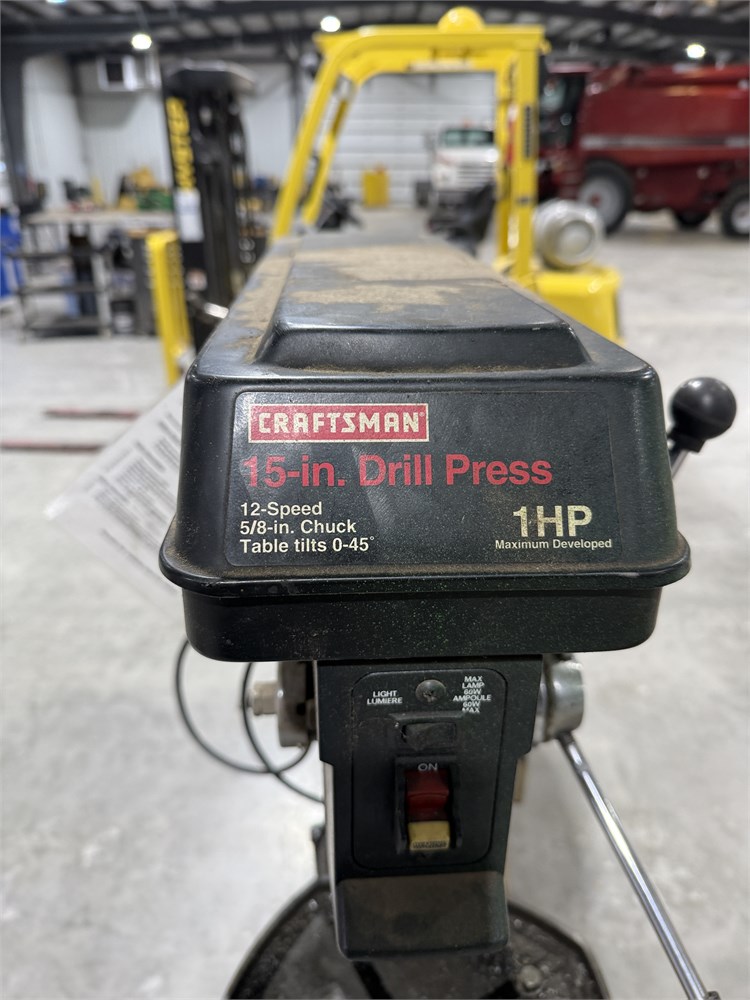 CRAFTSMAN
15-in. Drill Press
12-Speed
5/8-in. Chuck
Table tilts 0-45°
1HP
Maximum Developed
LIGHT
LUMIERE
MAX
LAMP
60W
AMPOULE
60W
MAX
ON